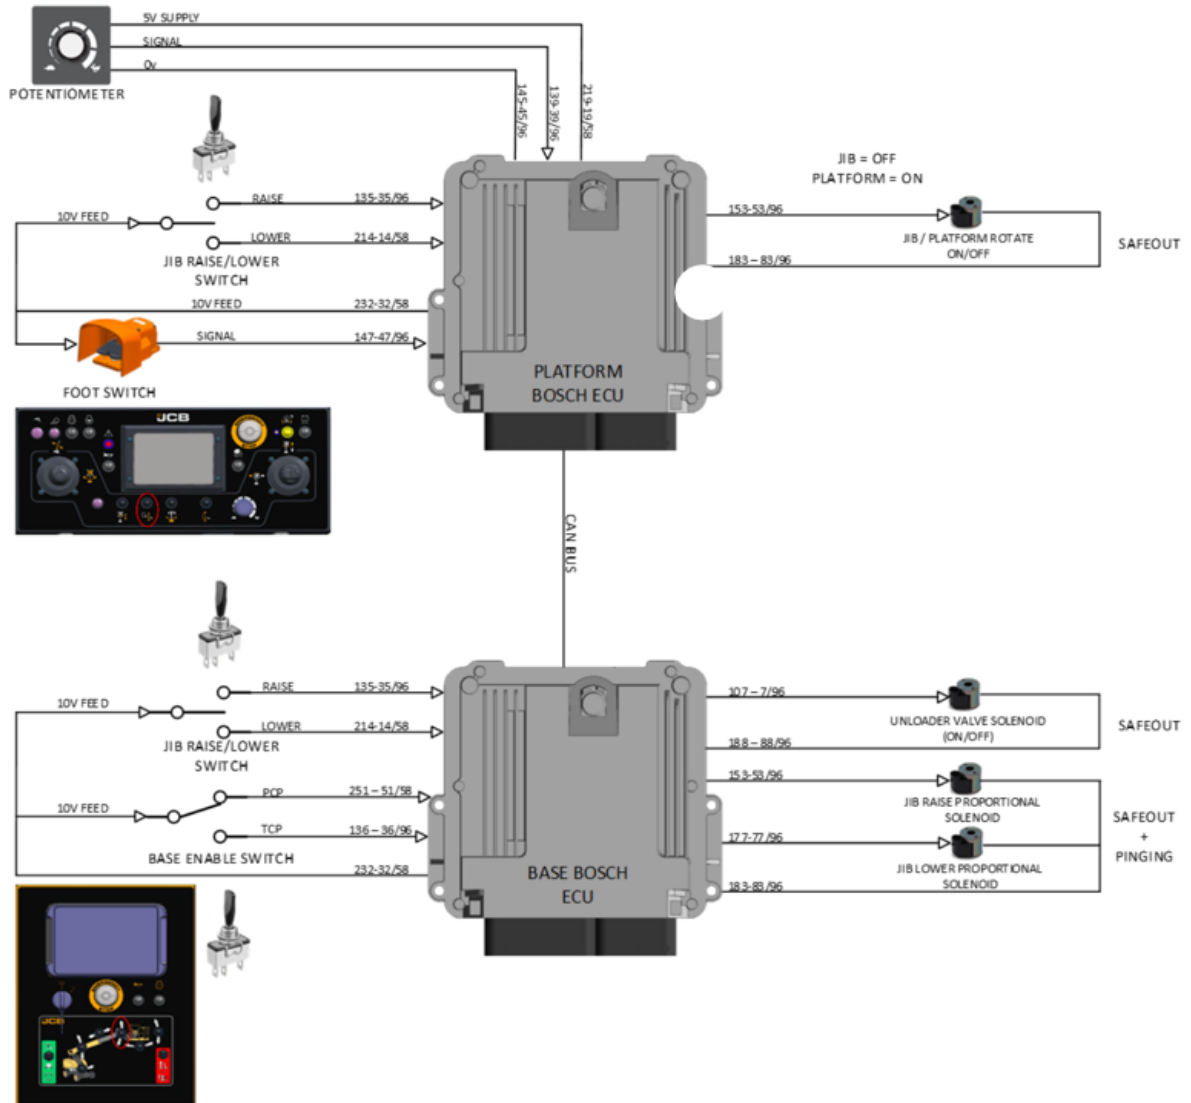 5V SUPPLY
SIGNAL
0v
POTENTIOMETER
145-45/96
139-39/96
219-19/58
JIB = OFF
PLATFORM = ON
RAISE
135-35/96
10V FEED
LOWER
214-14/58
JIB RAISE/LOWER
SWITCH
10V FEED
232-32/58
SIGNAL
147-47/96
FOOT SWITCH
PLATFORM
BOSCH ECU
153-53/96
JIB / PLATFORM ROTATE
ON/OFF
183 – 83/96
SAFEOUT
JCB
CAN BUS
RAISE
135-35/96
10V FEED
LOWER
214-14/58
JIB RAISE/LOWER
SWITCH
PCP
251 – 51/58
10V FEED
TCP
136 – 36/96
BASE ENABLE SWITCH
232-32/58
BASE BOSCH
ECU
107 – 7/96
UNLOADER VALVE SOLENOID
(ON/OFF)
188 – 88/96
SAFEOUT
153-53/96
JIB RAISE PROPORTIONAL
SOLENOID
177-77/96
JIB LOWER PROPORTIONAL
SOLENOID
183-83/96
SAFEOUT
+
PINGING
JCB